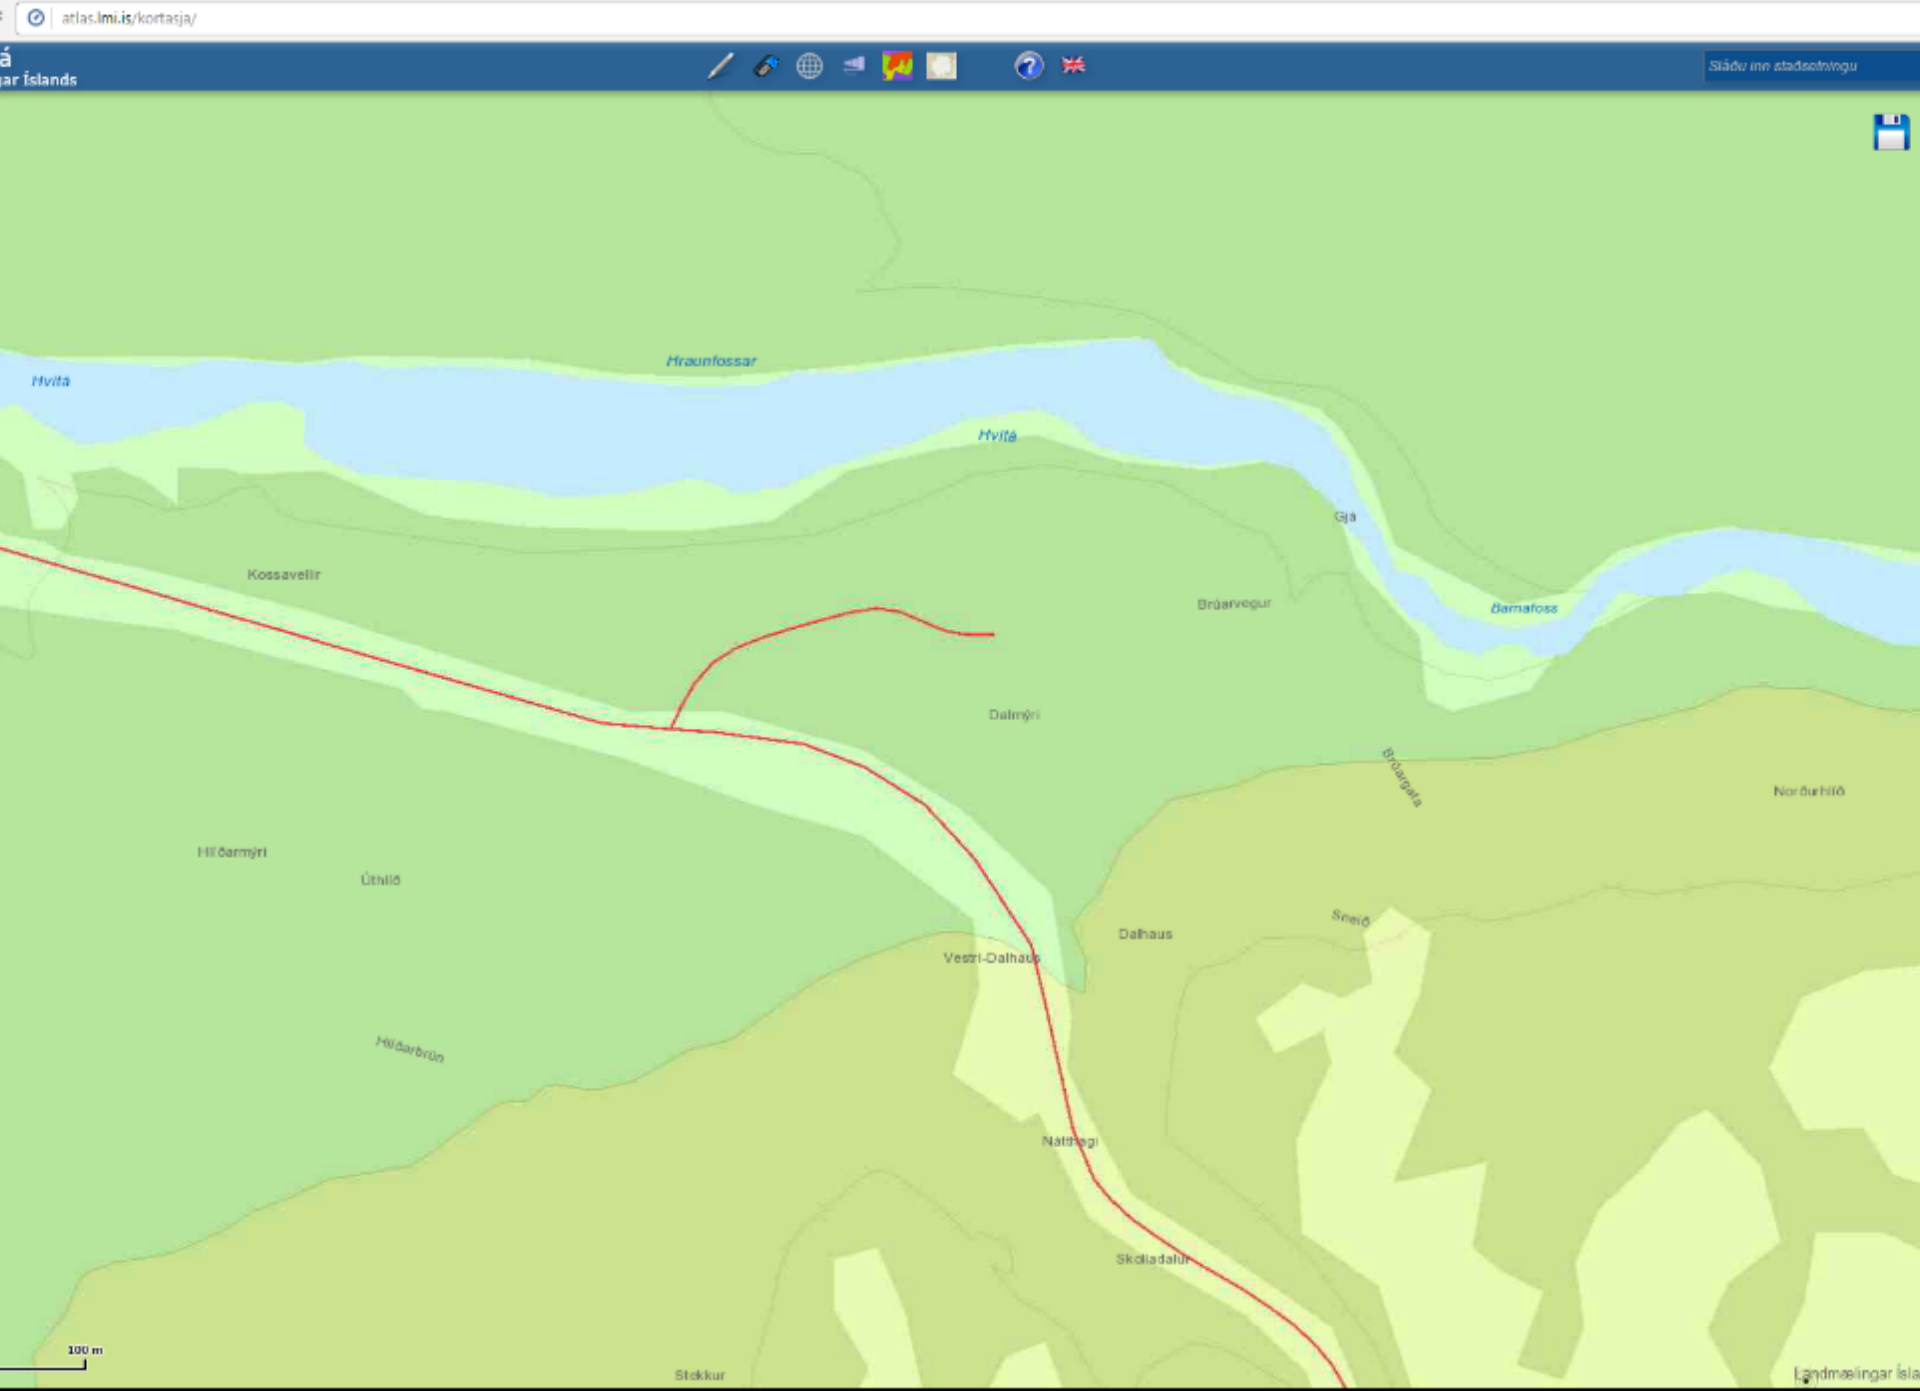 atlas.lmi.is/kortasja/
á
gar Íslands
Sláðu inn staðsetningu
Hraunfossar
Hvítá
Hvítá
Gjá
Kossavellir
Brúarvegur
Barnafoss
Dalmýri
Brúargata
Norðurhlíð
Hlíðarmýri
Úthlíð
Sneið
Dalhaus
Vestri-Dalhaus
Hlíðarbrún
Nátthagi
Skolladalur
100 m
Stekkur
Landmælingar Ísla